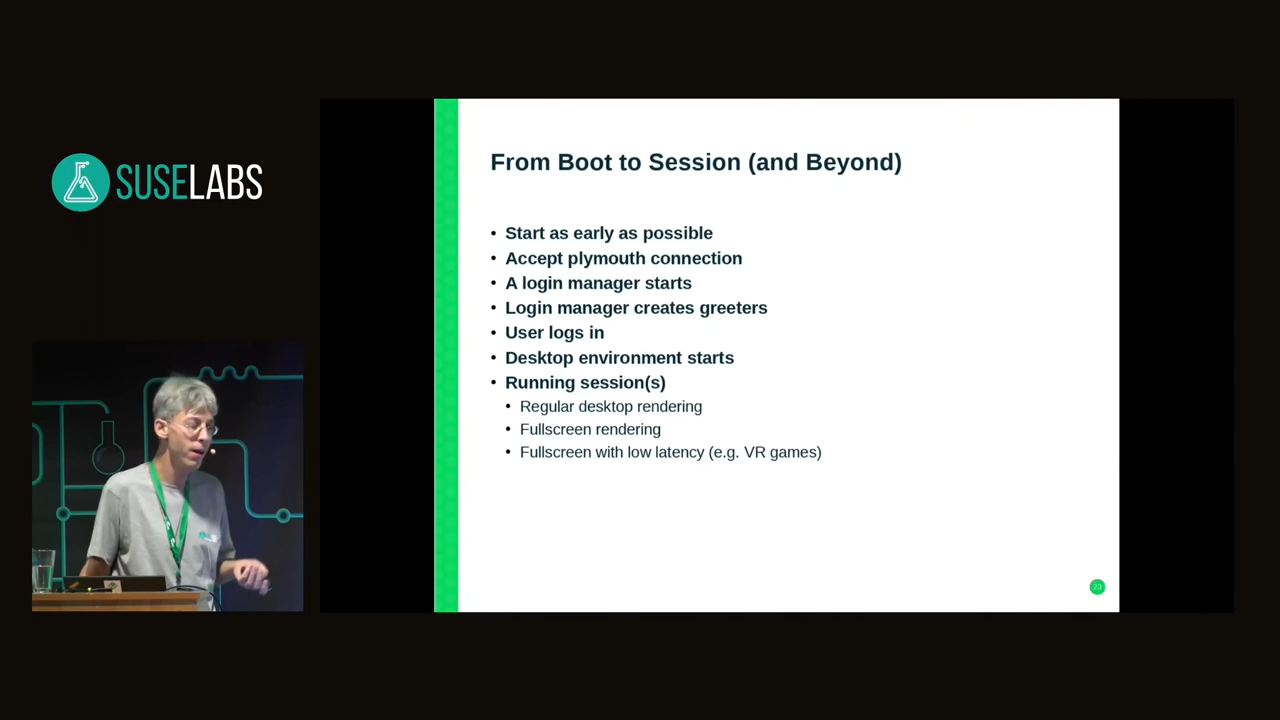 SUSELABS
From Boot to Session (and Beyond)
• Start as early as possible
• Accept plymouth connection
• A login manager starts
• Login manager creates greeters
• User logs in
• Desktop environment starts
• Running session(s)
• Regular desktop rendering
• Fullscreen rendering
• Fullscreen with low latency (e.g. VR games)
73